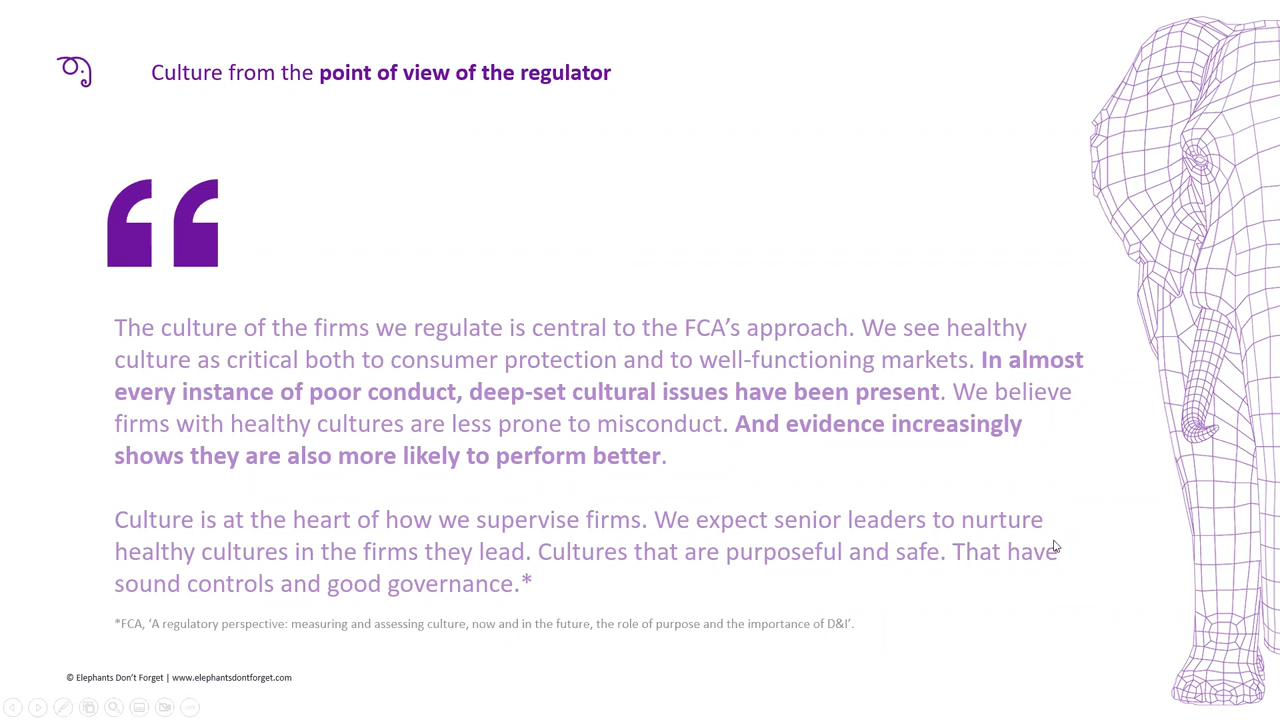 Culture from the point of view of the regulator
The culture of the firms we regulate is central to the FCA’s approach. We see healthy
culture as critical both to consumer protection and to well-functioning markets. In almost
every instance of poor conduct, deep-set cultural issues have been present. We believe
firms with healthy cultures are less prone to misconduct. And evidence increasingly
shows they are also more likely to perform better.
Culture is at the heart of how we supervise firms. We expect senior leaders to nurture
healthy cultures in the firms they lead. Cultures that are purposeful and safe. That have
sound controls and good governance.*
*FCA, ‘A regulatory perspective: measuring and assessing culture, now and in the future, the role of purpose and the importance of D&I’.
© Elephants Don’t Forget | www.elephantsdontforget.com